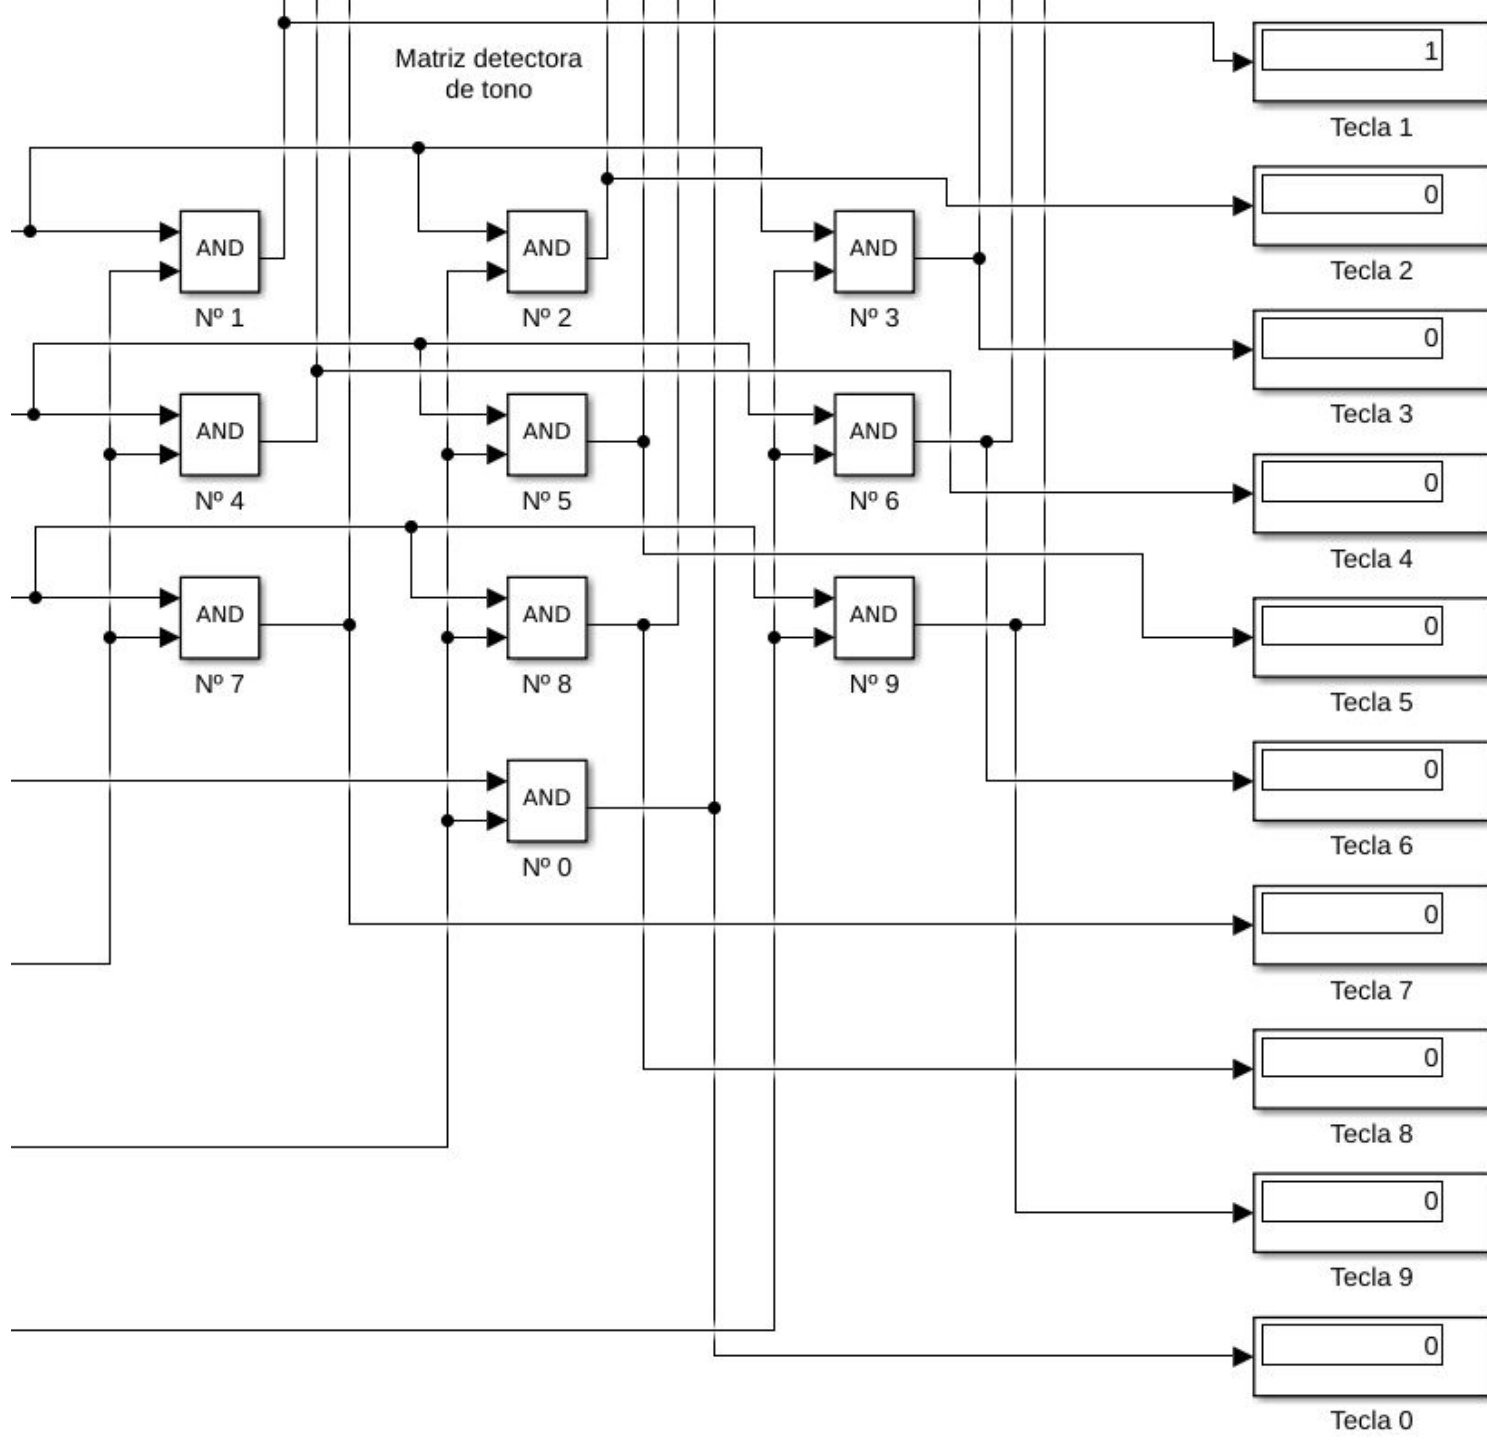 Matriz detectora
de tono
1
Tecla 1
0
Tecla 2
AND
AND
AND
Nº 1
Nº 2
Nº 3
0
Tecla 3
AND
AND
AND
Nº 4
Nº 5
Nº 6
0
Tecla 4
AND
AND
AND
Nº 7
Nº 8
Nº 9
0
Tecla 5
AND
Nº 0
0
Tecla 6
0
Tecla 7
0
Tecla 8
0
Tecla 9
0
Tecla 0